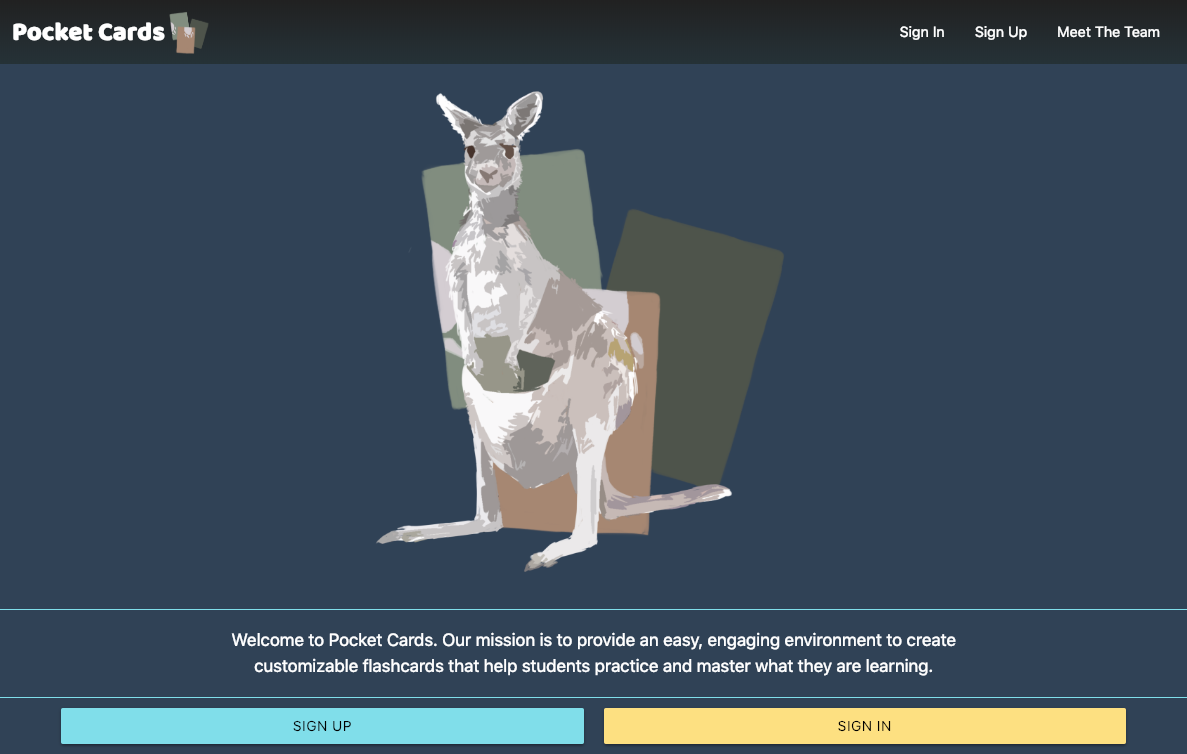 Pocket Cards
Sign In
Sign Up
Meet The Team
Welcome to Pocket Cards. Our mission is to provide an easy, engaging environment to create
customizable flashcards that help students practice and master what they are learning.
SIGN UP
SIGN IN